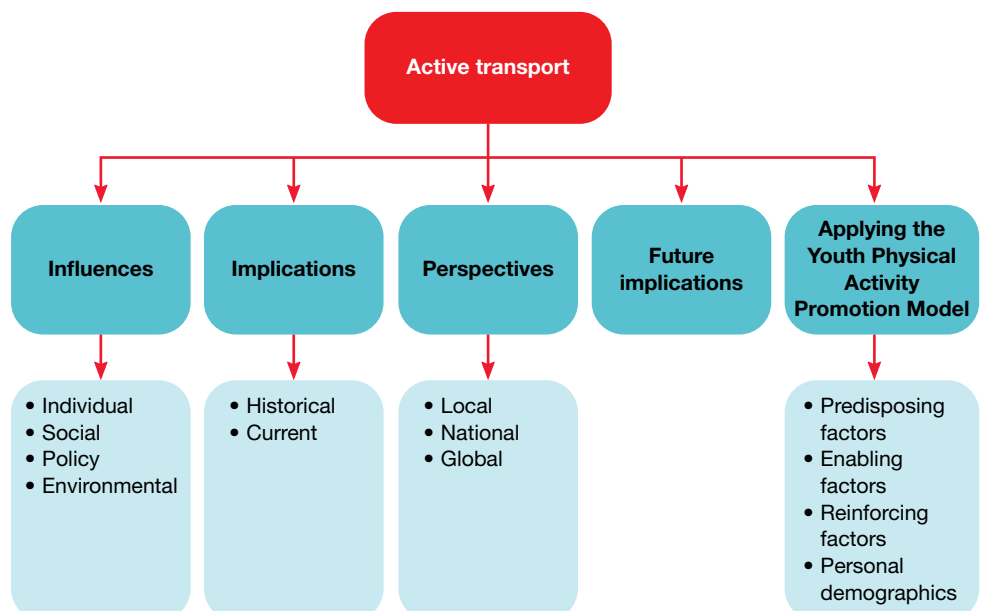 Active transport
Influences
Implications
Perspectives
Future
implications
Applying the
Youth Physical
Activity
Promotion Model
• Individual
• Social
• Policy
• Environmental
• Historical
• Current
• Local
• National
• Global
• Predisposing
factors
• Enabling
factors
• Reinforcing
factors
• Personal
demographics